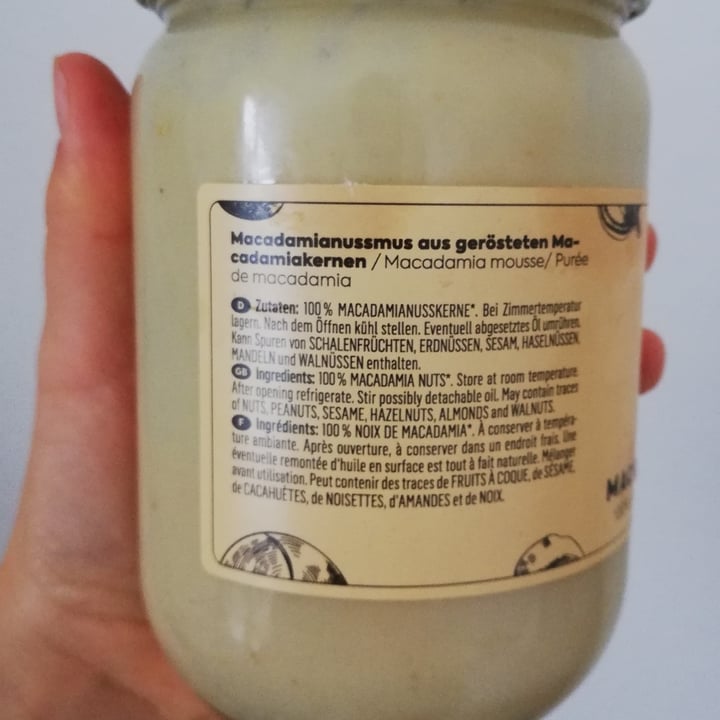 Macadamianussmus aus gerösteten Ma-
cadamiakernen / Macadamia mousse/ Purée
de macadamia
D Zutaten: 100% MACADAMIANUSSKERNE*. Bei Zimmertemperatur
lagern. Nach dem Öffnen kühl stellen. Eventuell abgesetztes Öl umrühren.
Kann Spuren von SCHALENFRÜCHTEN, ERDNÜSSEN, SESAM, HASELNÜSSEN,
MANDELN und WALNÜSSEN enthalten.
GB Ingredients: 100% MACADAMIA NUTS*. Store at room temperature.
After opening refrigerate. Stir possibly detachable oil. May contain traces
of NUTS, PEANUTS, SESAME, HAZELNUTS, ALMONDS and WALNUTS.
F Ingrédients: 100% NOIX DE MACADAMIA*. À conserver à tempéra-
ture ambiante. Après ouverture, à conserver dans un endroit frais. Une
éventuelle remontée d'huile en surface est tout à fait naturelle. Mélanger
avant utilisation. Peut contenir des traces de FRUITS À COQUE, de SÉSAME,
de CACAHUÈTES, de NOISETTES, d'AMANDES et de NOIX.